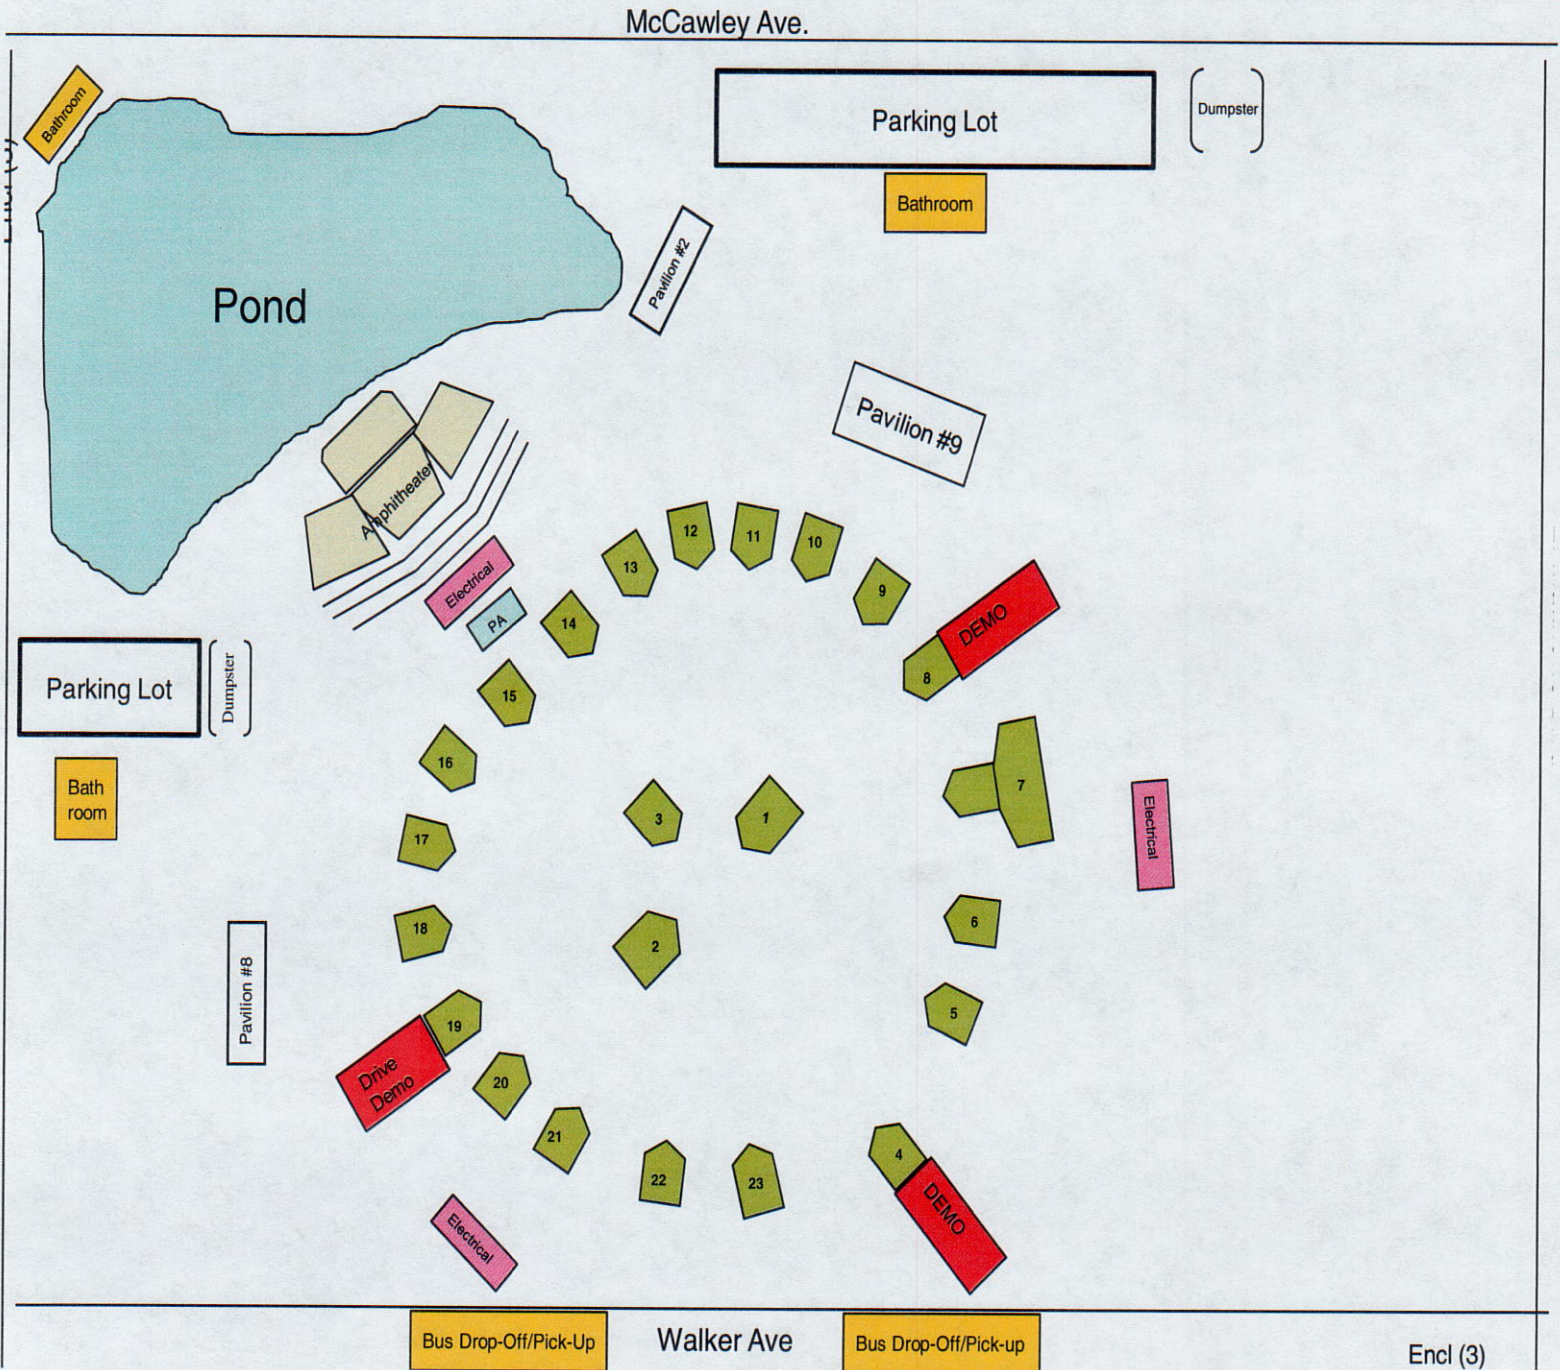 McCawley Ave.
Bathroom
Parking Lot
Dumpster
Bathroom
Pavilion #2
Pond
Pavilion #9
Amphitheater
Electrical
PA
12
11
10
13
9
14
DEMO
8
15
Parking Lot
Dumpster
16
7
Bath
room
3
1
17
Electrical
18
6
2
Pavilion #8
5
19
Drive
Demo
20
21
4
22
23
DEMO
Electrical
Bus Drop-Off/Pick-Up
Walker Ave
Bus Drop-Off/Pick-up
Encl (3)